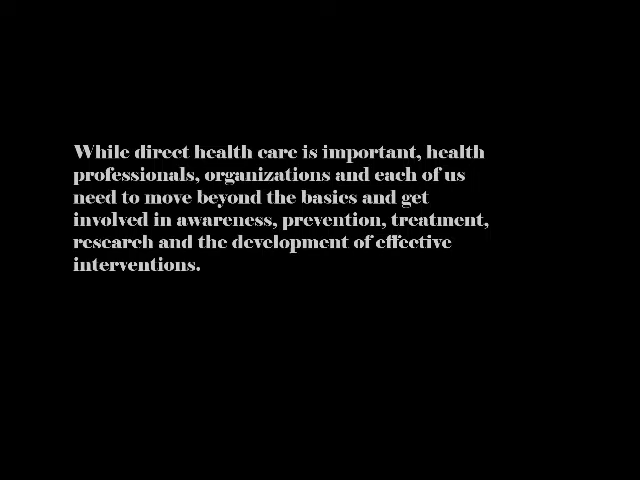 While direct health care is important, health
professionals, organizations and each of us
need to move beyond the basics and get
involved in awareness, prevention, treatment,
research and the development of effective
interventions.